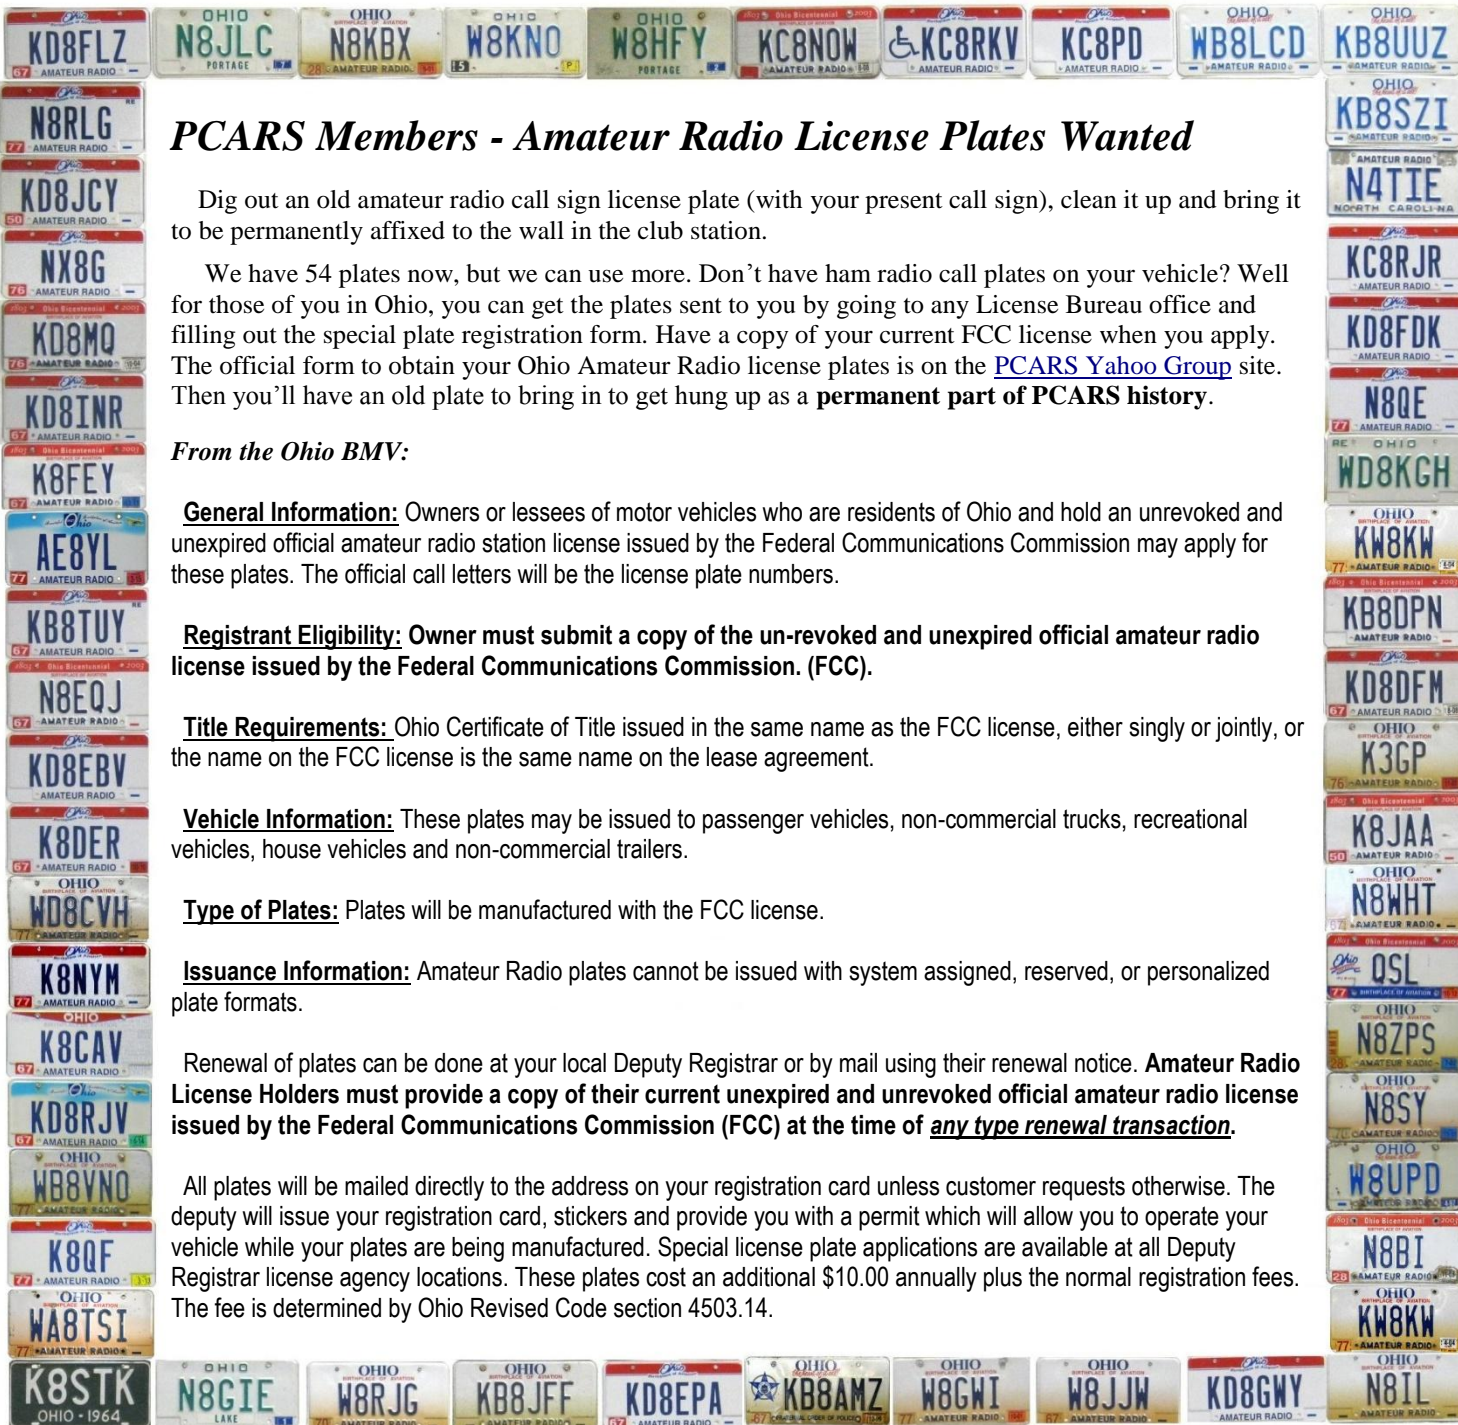 KD8FLZ N8JLC N8KBX W8KNO W8HFY KC8NOW KC8RKV KC8PD WB8LCD KB8UUZ
PCARS Members - Amateur Radio License Plates Wanted
Dig out an old amateur radio call sign license plate (with your present call sign), clean it up and bring it
to be permanently affixed to the wall in the club station.
We have 54 plates now, but we can use more. Don’t have ham radio call plates on your vehicle? Well
for those of you in Ohio, you can get the plates sent to you by going to any License Bureau office and
filling out the special plate registration form. Have a copy of your current FCC license when you apply.
The official form to obtain your Ohio Amateur Radio license plates is on the PCARS Yahoo Group site.
Then you’ll have an old plate to bring in to get hung up as a permanent part of PCARS history.
From the Ohio BMV:
General Information: Owners or lessees of motor vehicles who are residents of Ohio and hold an unrevoked and
unexpired official amateur radio station license issued by the Federal Communications Commission may apply for
these plates. The official call letters will be the license plate numbers.
Registrant Eligibility: Owner must submit a copy of the un-revoked and unexpired official amateur radio
license issued by the Federal Communications Commission. (FCC).
Title Requirements: Ohio Certificate of Title issued in the same name as the FCC license, either singly or jointly, or
the name on the FCC license is the same name on the lease agreement.
Vehicle Information: These plates may be issued to passenger vehicles, non-commercial trucks, recreational
vehicles, house vehicles and non-commercial trailers.
Type of Plates: Plates will be manufactured with the FCC license.
Issuance Information: Amateur Radio plates cannot be issued with system assigned, reserved, or personalized
plate formats.
Renewal of plates can be done at your local Deputy Registrar or by mail using their renewal notice. Amateur Radio
License Holders must provide a copy of their current unexpired and unrevoked official amateur radio license
issued by the Federal Communications Commission (FCC) at the time of any type renewal transaction.
All plates will be mailed directly to the address on your registration card unless customer requests otherwise. The
deputy will issue your registration card, stickers and provide you with a permit which will allow you to operate your
vehicle while your plates are being manufactured. Special license plate applications are available at all Deputy
Registrar license agency locations. These plates cost an additional $10.00 annually plus the normal registration fees.
The fee is determined by Ohio Revised Code section 4503.14.
N8RLG
KD8JCY
NX8G
KD8MQ
KD8INR
K8FEY
AE8YL
KB8TUY
N8EQJ
KD8EBV
K8DER
WD8CVH
K8NYM
K8CAV
KD8RJV
WB8VNO
K8QF
WA8TSI
KB8SZI
AMATEUR RADIO
N4TIE
NORTH CAROLINA
KC8RJR
KD8FDK
N8QE
WD8KGH
KW8KW
KB8DPN
KD8DFM
K3GP
K8JAA
N8WHT
QSL
N8ZPS
N8SY
W8UPD
N8BI
KW8KW
K8STK N8GIE W8RJG KB8JFF KD8EPA KB8AMZ W8GWI W8JJW KD8GWY N8IL
OHIO - 1964 LAKE